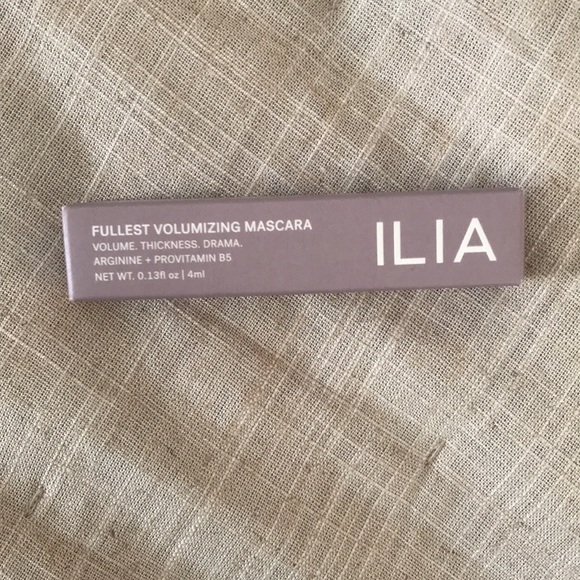 FULLEST VOLUMIZING MASCARA
VOLUME. THICKNESS. DRAMA.
ARGININE + PROVITAMIN B5
NET WT. 0.13fl oz | 4ml
ILIA